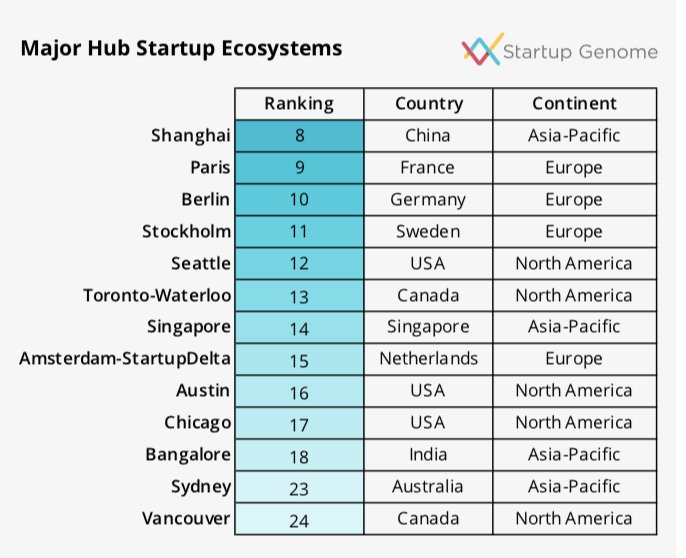 Major Hub Startup Ecosystems
Startup Genome
Ranking Country Continent
Shanghai 8 China Asia-Pacific
Paris 9 France Europe
Berlin 10 Germany Europe
Stockholm 11 Sweden Europe
Seattle 12 USA North America
Toronto-Waterloo 13 Canada North America
Singapore 14 Singapore Asia-Pacific
Amsterdam-StartupDelta 15 Netherlands Europe
Austin 16 USA North America
Chicago 17 USA North America
Bangalore 18 India Asia-Pacific
Sydney 23 Australia Asia-Pacific
Vancouver 24 Canada North America